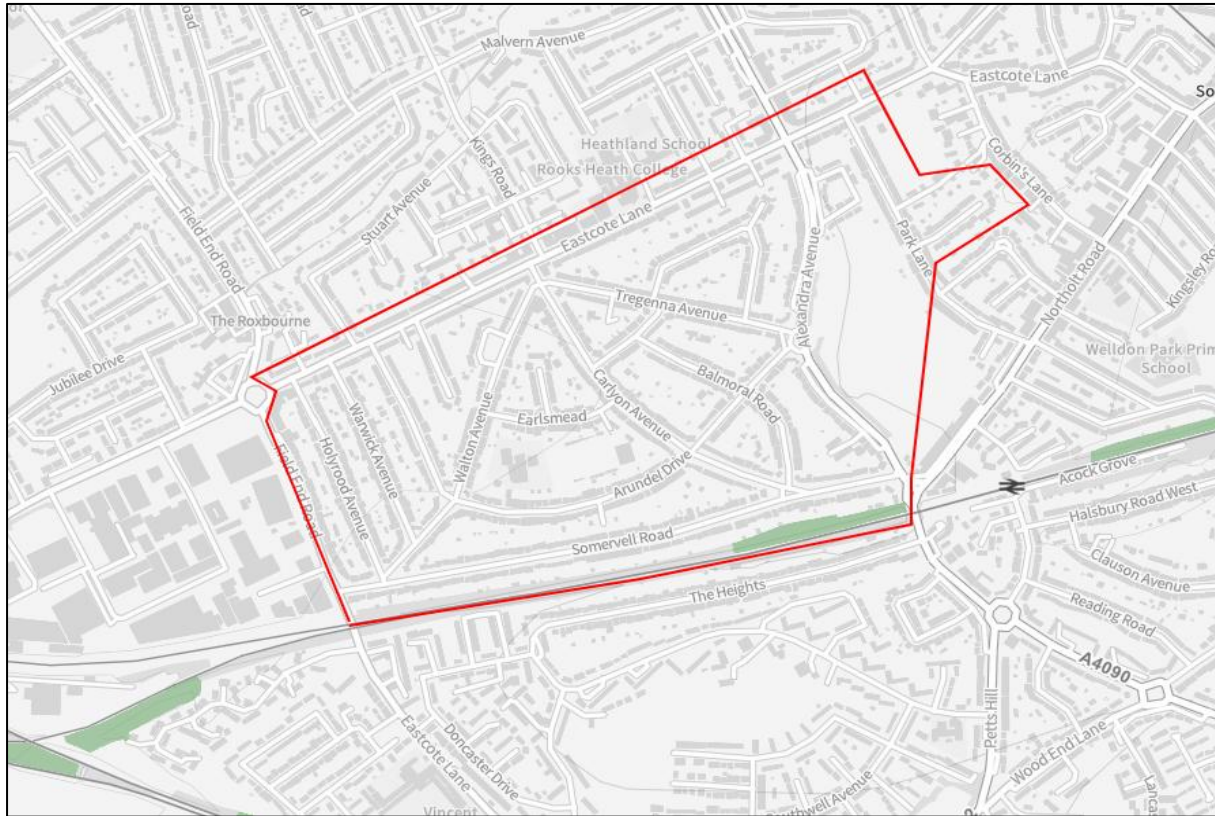 Road
Malvern Avenue
Eastcote Lane
So
Heathland School
Kings Road
Rooks Heath College
Corbin's Lane
Stuart Avenue
Eastcote Lane
Field End Road
Park Lane
Alexandra Avenue
Northolt Road
Kingsley Ro
Tregenna Avenue
The Roxbourne
Welldon Park Prim
School
Jubilee Drive
Balmoral Road
Carlyon Avenue
Warwick Avenue
Walton Avenue
Earlsmead
Holyrood Avenue
Field End Road
Arundel Drive
Acock Grove
Halsbury Road West
Somervell Road
Clauson Avenue
The Heights
Reading Road
A4090
Petts Hill
Eastcote Lane
Doncaster Drive
Wood End Lane
Lanca
Southwell Avenue
Vincent